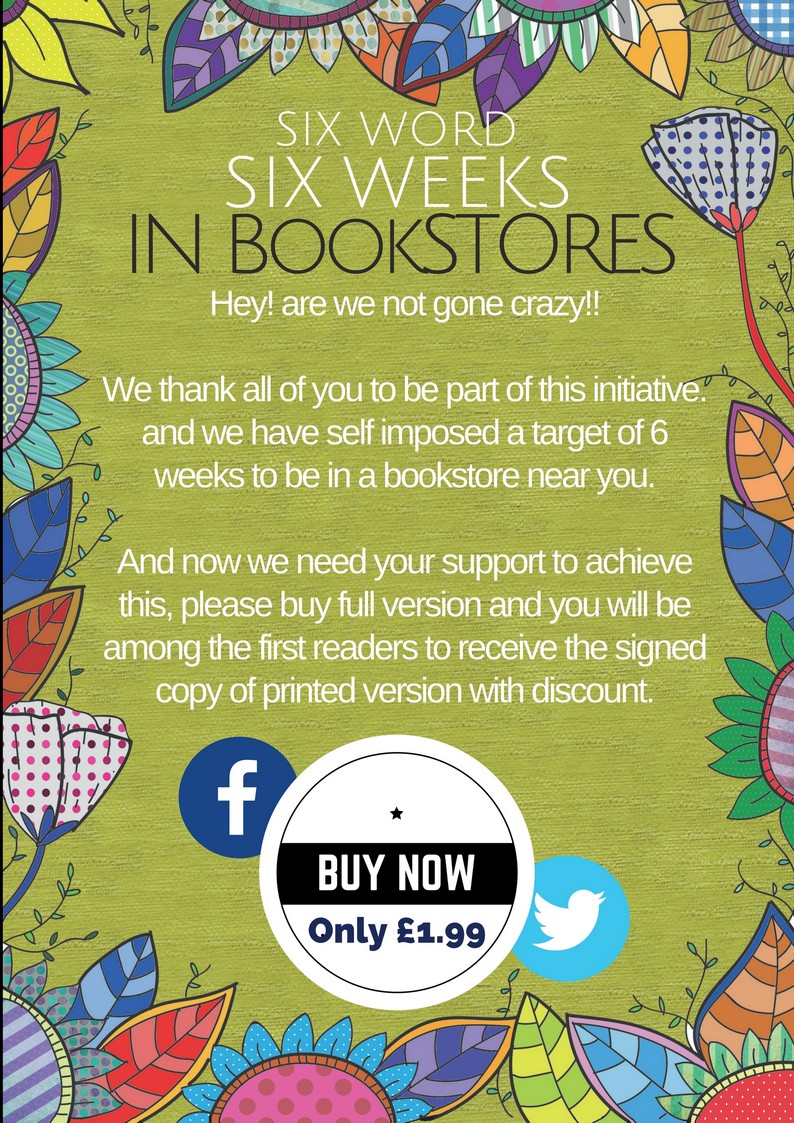 SIX WORD
SIX WEEKS
IN BOOKSTORES
Hey! are we not gone crazy!!
We thank all of you to be part of this initiative.
and we have self imposed a target of 6
weeks to be in a bookstore near you.
And now we need your support to achieve
this, please buy full version and you will be
among the first readers to receive the signed
copy of printed version with discount.
BUY NOW
Only £1.99